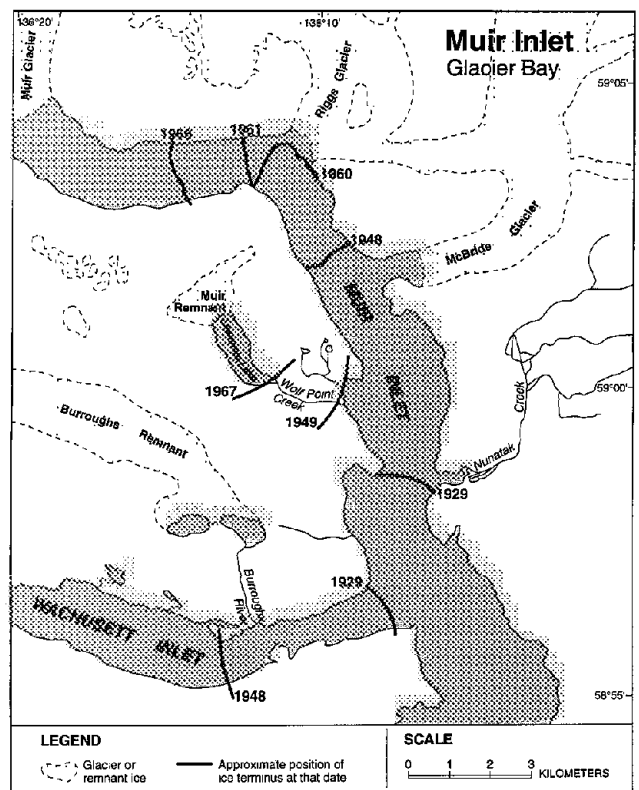 136°20'
136°10'
Muir Inlet
Glacier Bay
59°05'
Muir Glacier
Riggs Glacier
1966
1961
1960
1948
McBride Glacier
MUIR INLET
Muir
Remnant
1967
Wolf Point
Creek
1949
59°00'
Burroughs Remnant
Nunatak Creek
1929
1929
Burroughs
River
WACHUSETT INLET
1948
58°55'
LEGEND
Glacier or
remnant ice
Approximate position of
ice terminus at that date
SCALE
0 1 2 3 KILOMETERS